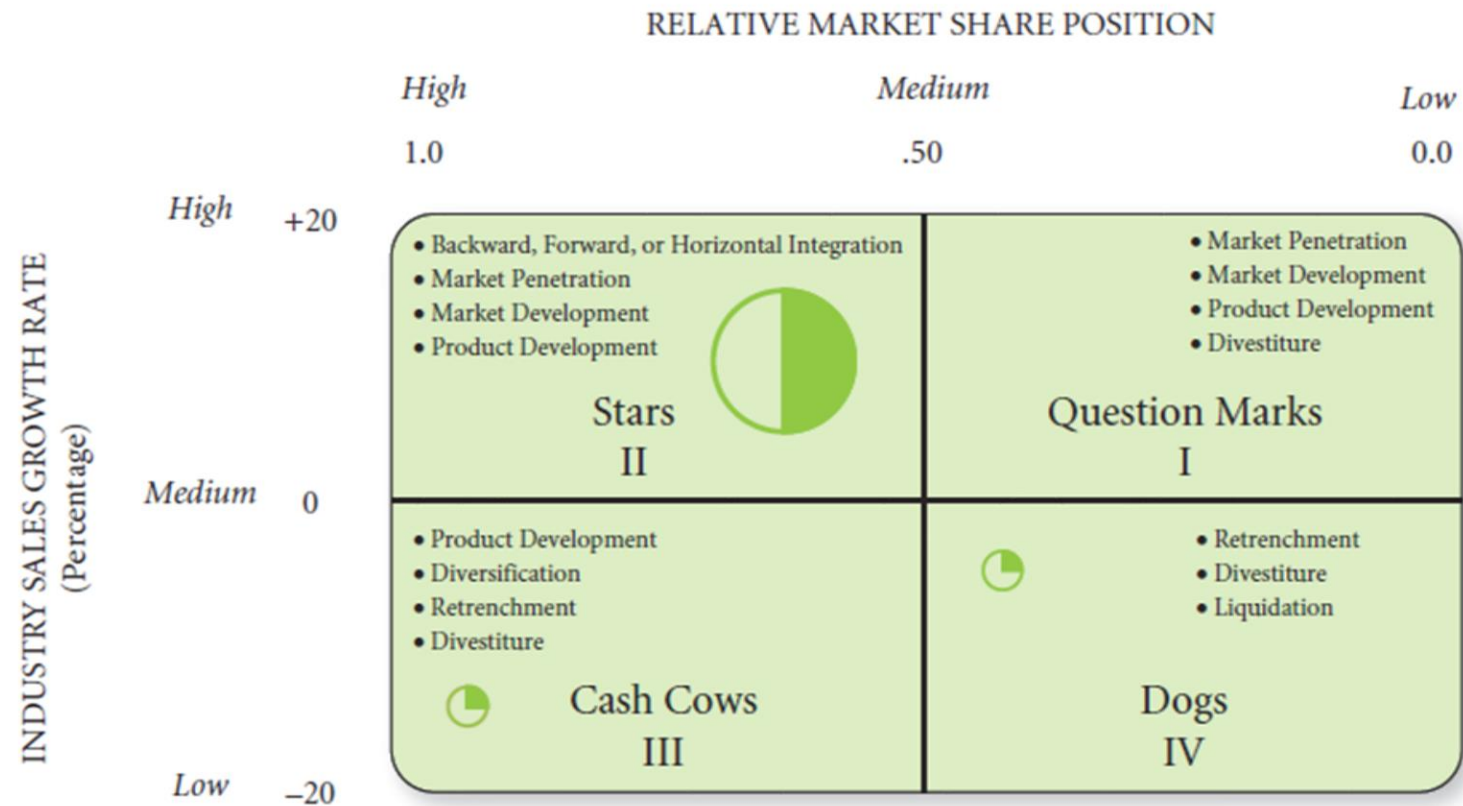 RELATIVE MARKET SHARE POSITION
High
Medium
Low
1.0
.50
0.0
INDUSTRY SALES GROWTH RATE
(Percentage)
High
+20
Medium
0
Low
–20
• Backward, Forward, or Horizontal Integration
• Market Penetration
• Market Development
• Product Development
Stars
II
• Market Penetration
• Market Development
• Product Development
• Divestiture
Question Marks
I
• Product Development
• Diversification
• Retrenchment
• Divestiture
Cash Cows
III
• Retrenchment
• Divestiture
• Liquidation
Dogs
IV